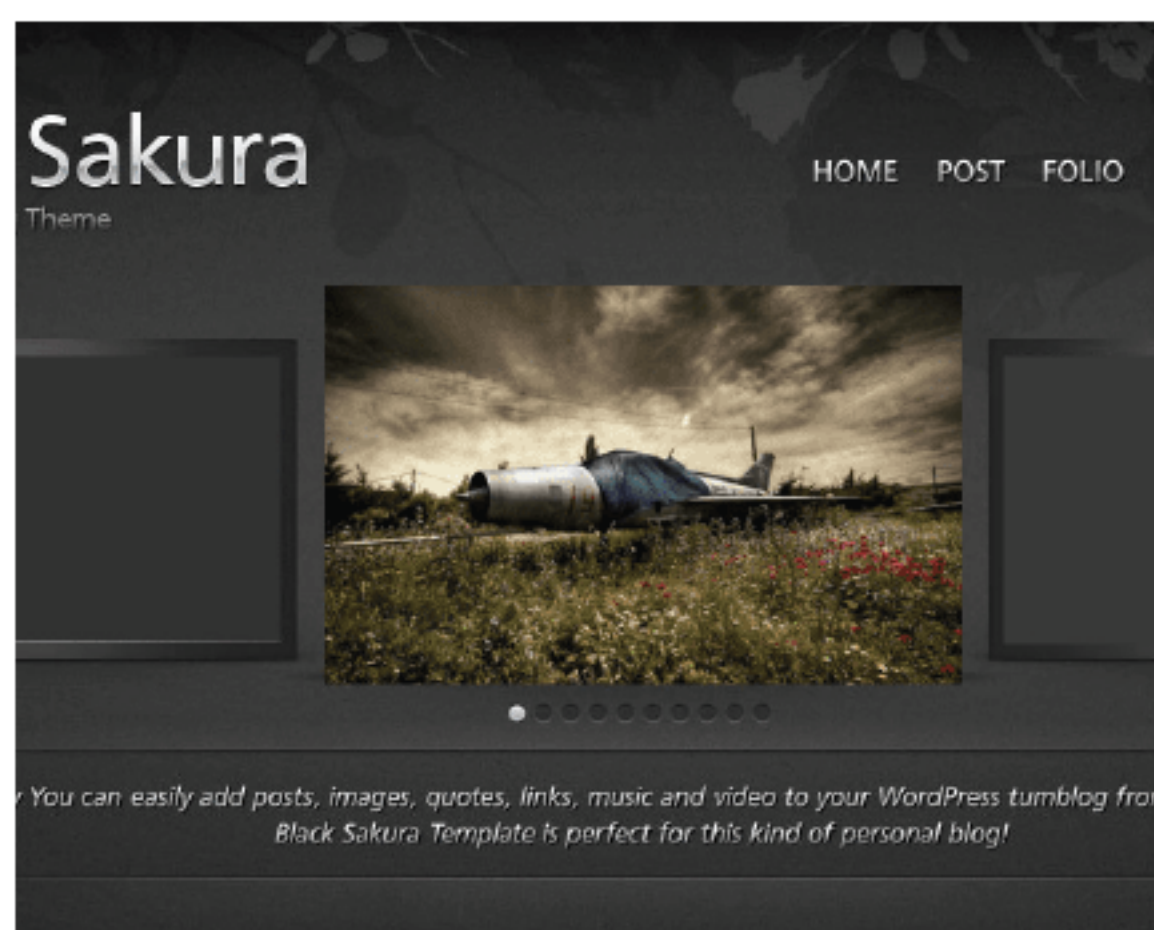 Sakura
HOME POST FOLIO
Theme
You can easily add posts, images, quotes, links, music and video to your WordPress tumblog
Black Sakura Template is perfect for this kind of personal blog!